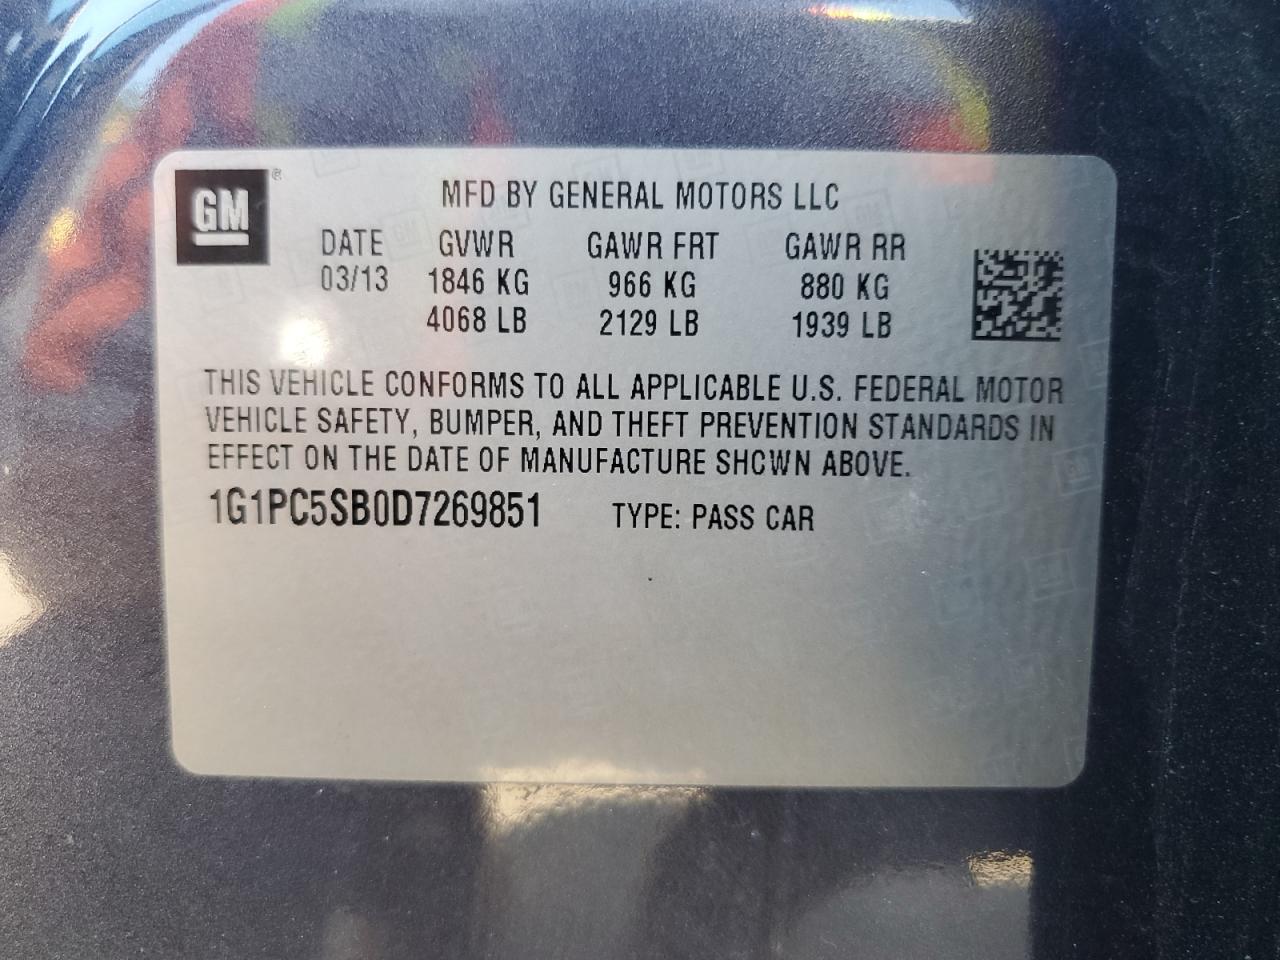 GM ®
MFD BY GENERAL MOTORS LLC
DATE GVWR GAWR FRT GAWR RR
03/13 1846 KG 966 KG 880 KG
4068 LB 2129 LB 1939 LB
THIS VEHICLE CONFORMS TO ALL APPLICABLE U.S. FEDERAL MOTOR
VEHICLE SAFETY, BUMPER, AND THEFT PREVENTION STANDARDS IN
EFFECT ON THE DATE OF MANUFACTURE SHOWN ABOVE.
1G1PC5SB0D7269851 TYPE: PASS CAR